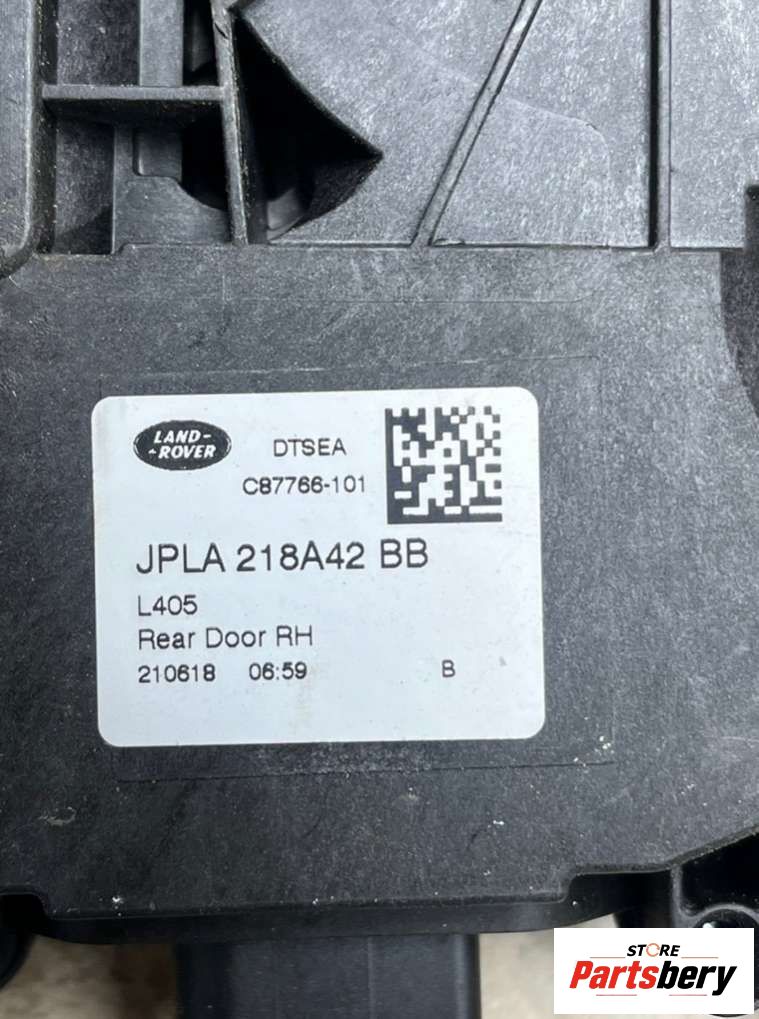 LAND-
-ROVER
DTSEA
C87766-101
JPLA 218A42 BB
L405
Rear Door RH
210618 06:59 B
STORE
Partsbery